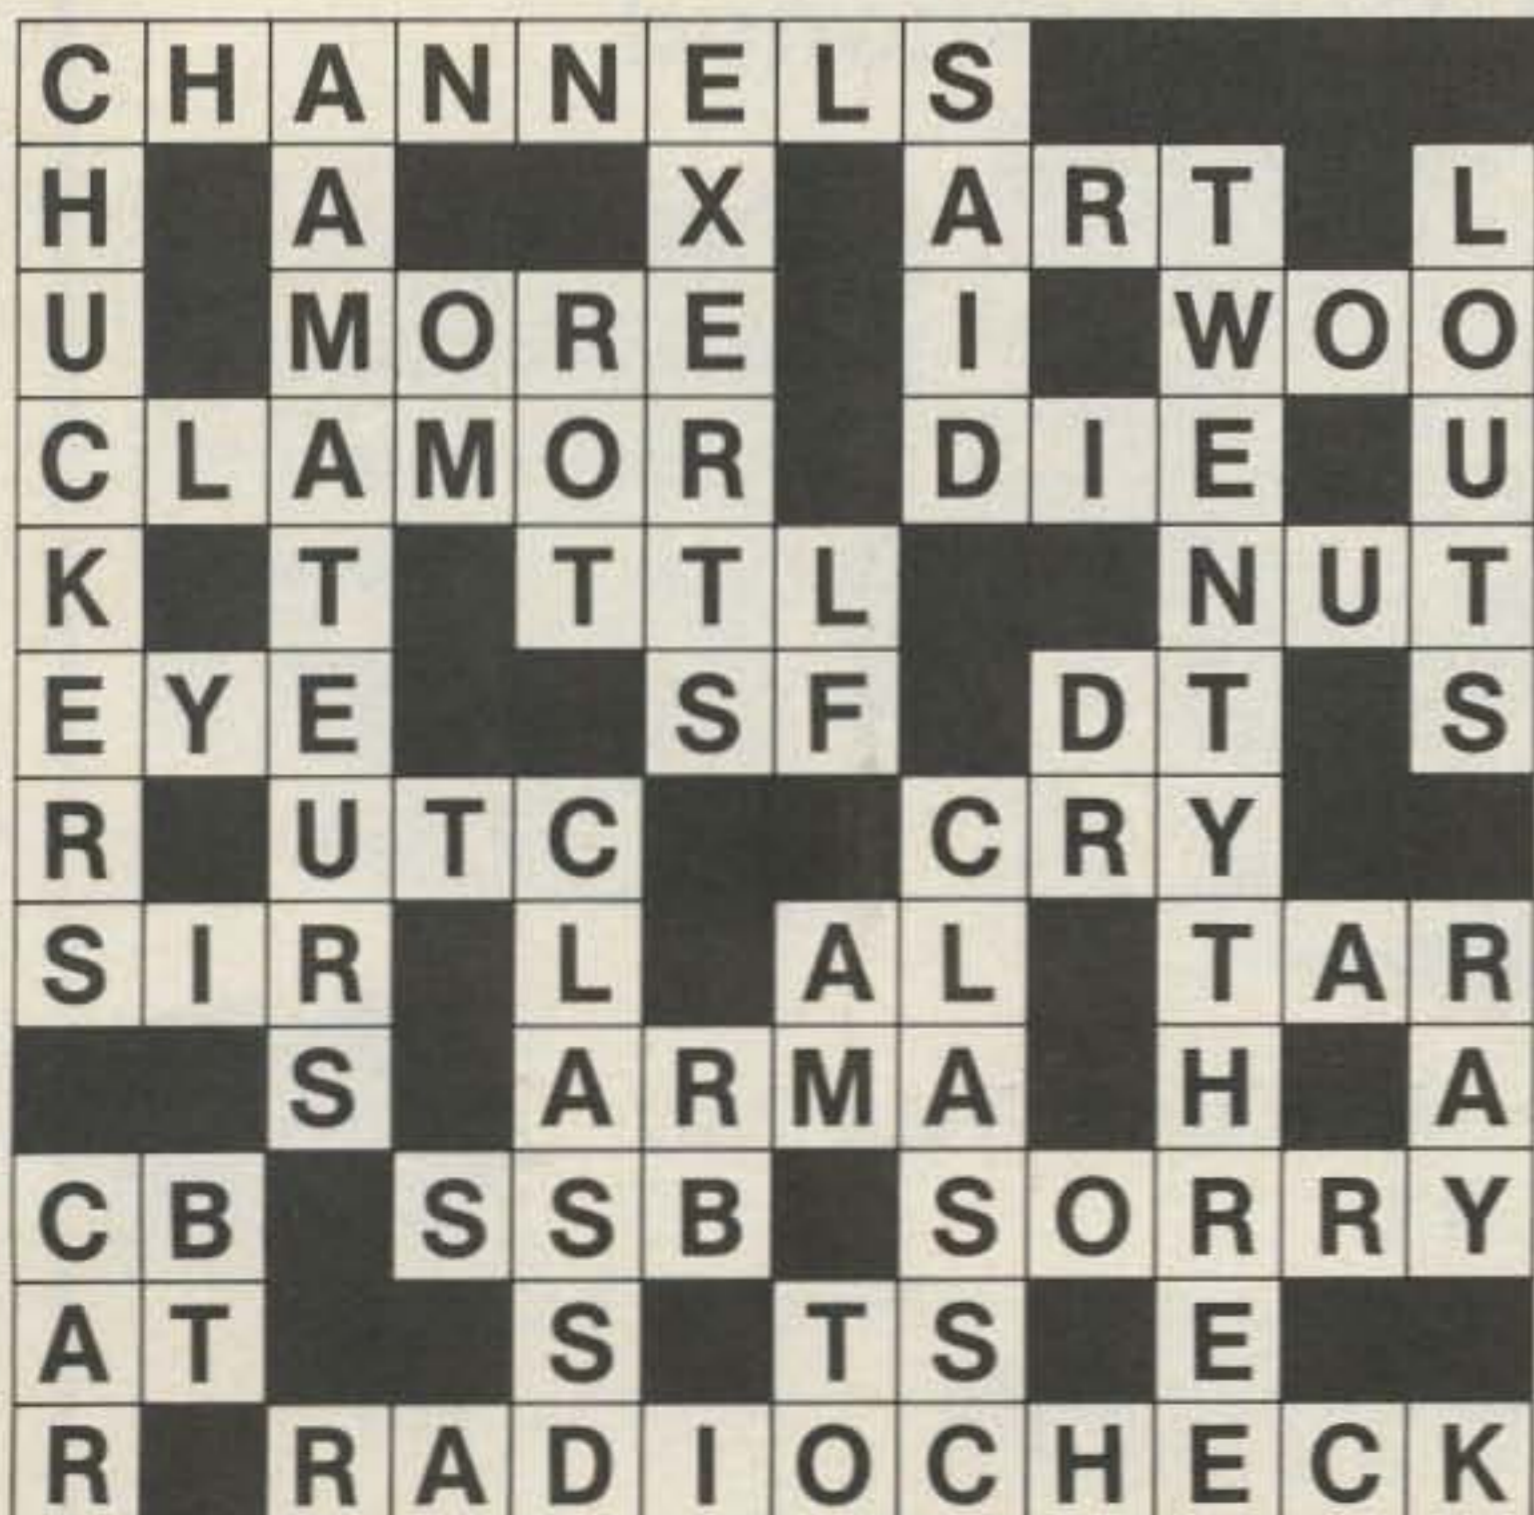 CHANNELS
H A X ART L
U MORE I WOO
CLAMOR DIE U
K T TTL NUT
EYE SF DT S
R UTC CRY
SIR L AL TAR
S ARMA H A
CB SSB SORRY
AT S TS E
R RADIOCHECK